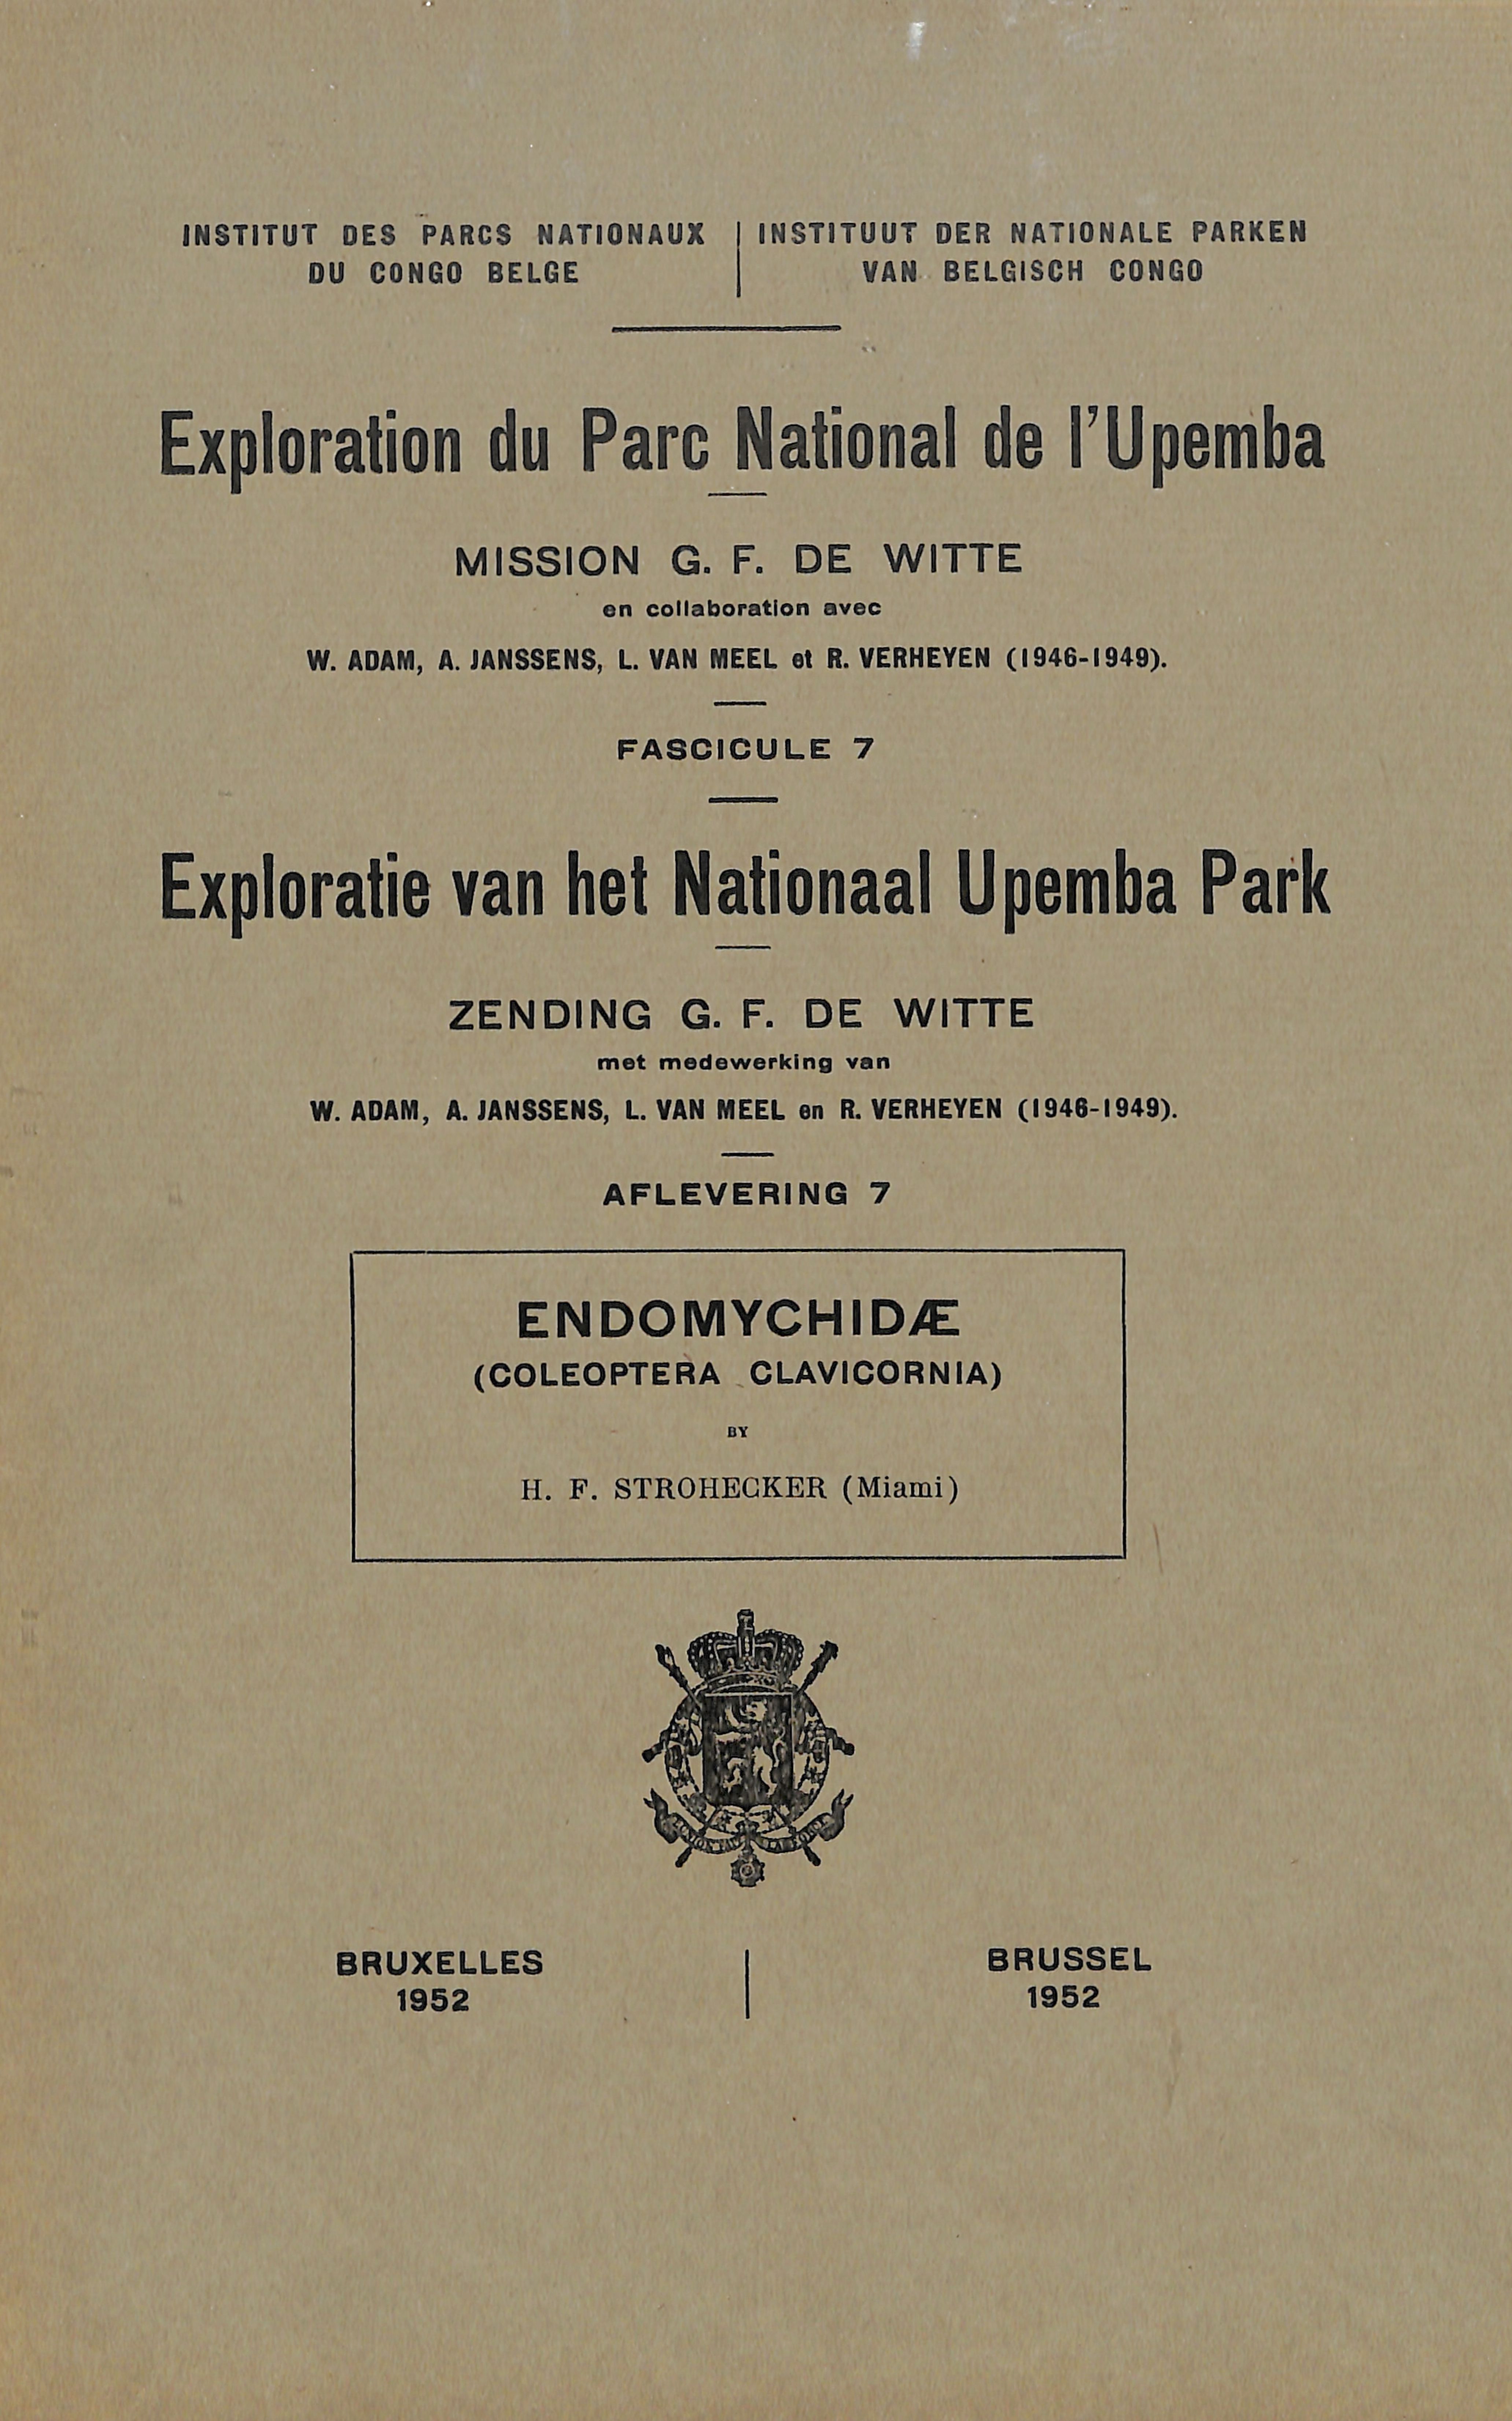 INSTITUT DES PARCS NATIONAUX
DU CONGO BELGE
INSTITUUT DER NATIONALE PARKEN
VAN BELGISCH CONGO
Exploration du Parc National de l'Upemba
MISSION G. F. DE WITTE
en collaboration avec
W. ADAM, A. JANSSENS, L. VAN MEEL et R. VERHEYEN (1946-1949).
FASCICULE 7
Exploratie van het Nationaal Upemba Park
ZENDING G. F. DE WITTE
met medewerking van
W. ADAM, A. JANSSENS, L. VAN MEEL en R. VERHEYEN (1946-1949).
AFLEVERING 7
ENDOMYCHIDÆ
(COLEOPTERA CLAVICORNIA)
BY
H. F. STROHECKER (Miami)
BRUXELLES
1952
BRUSSEL
1952